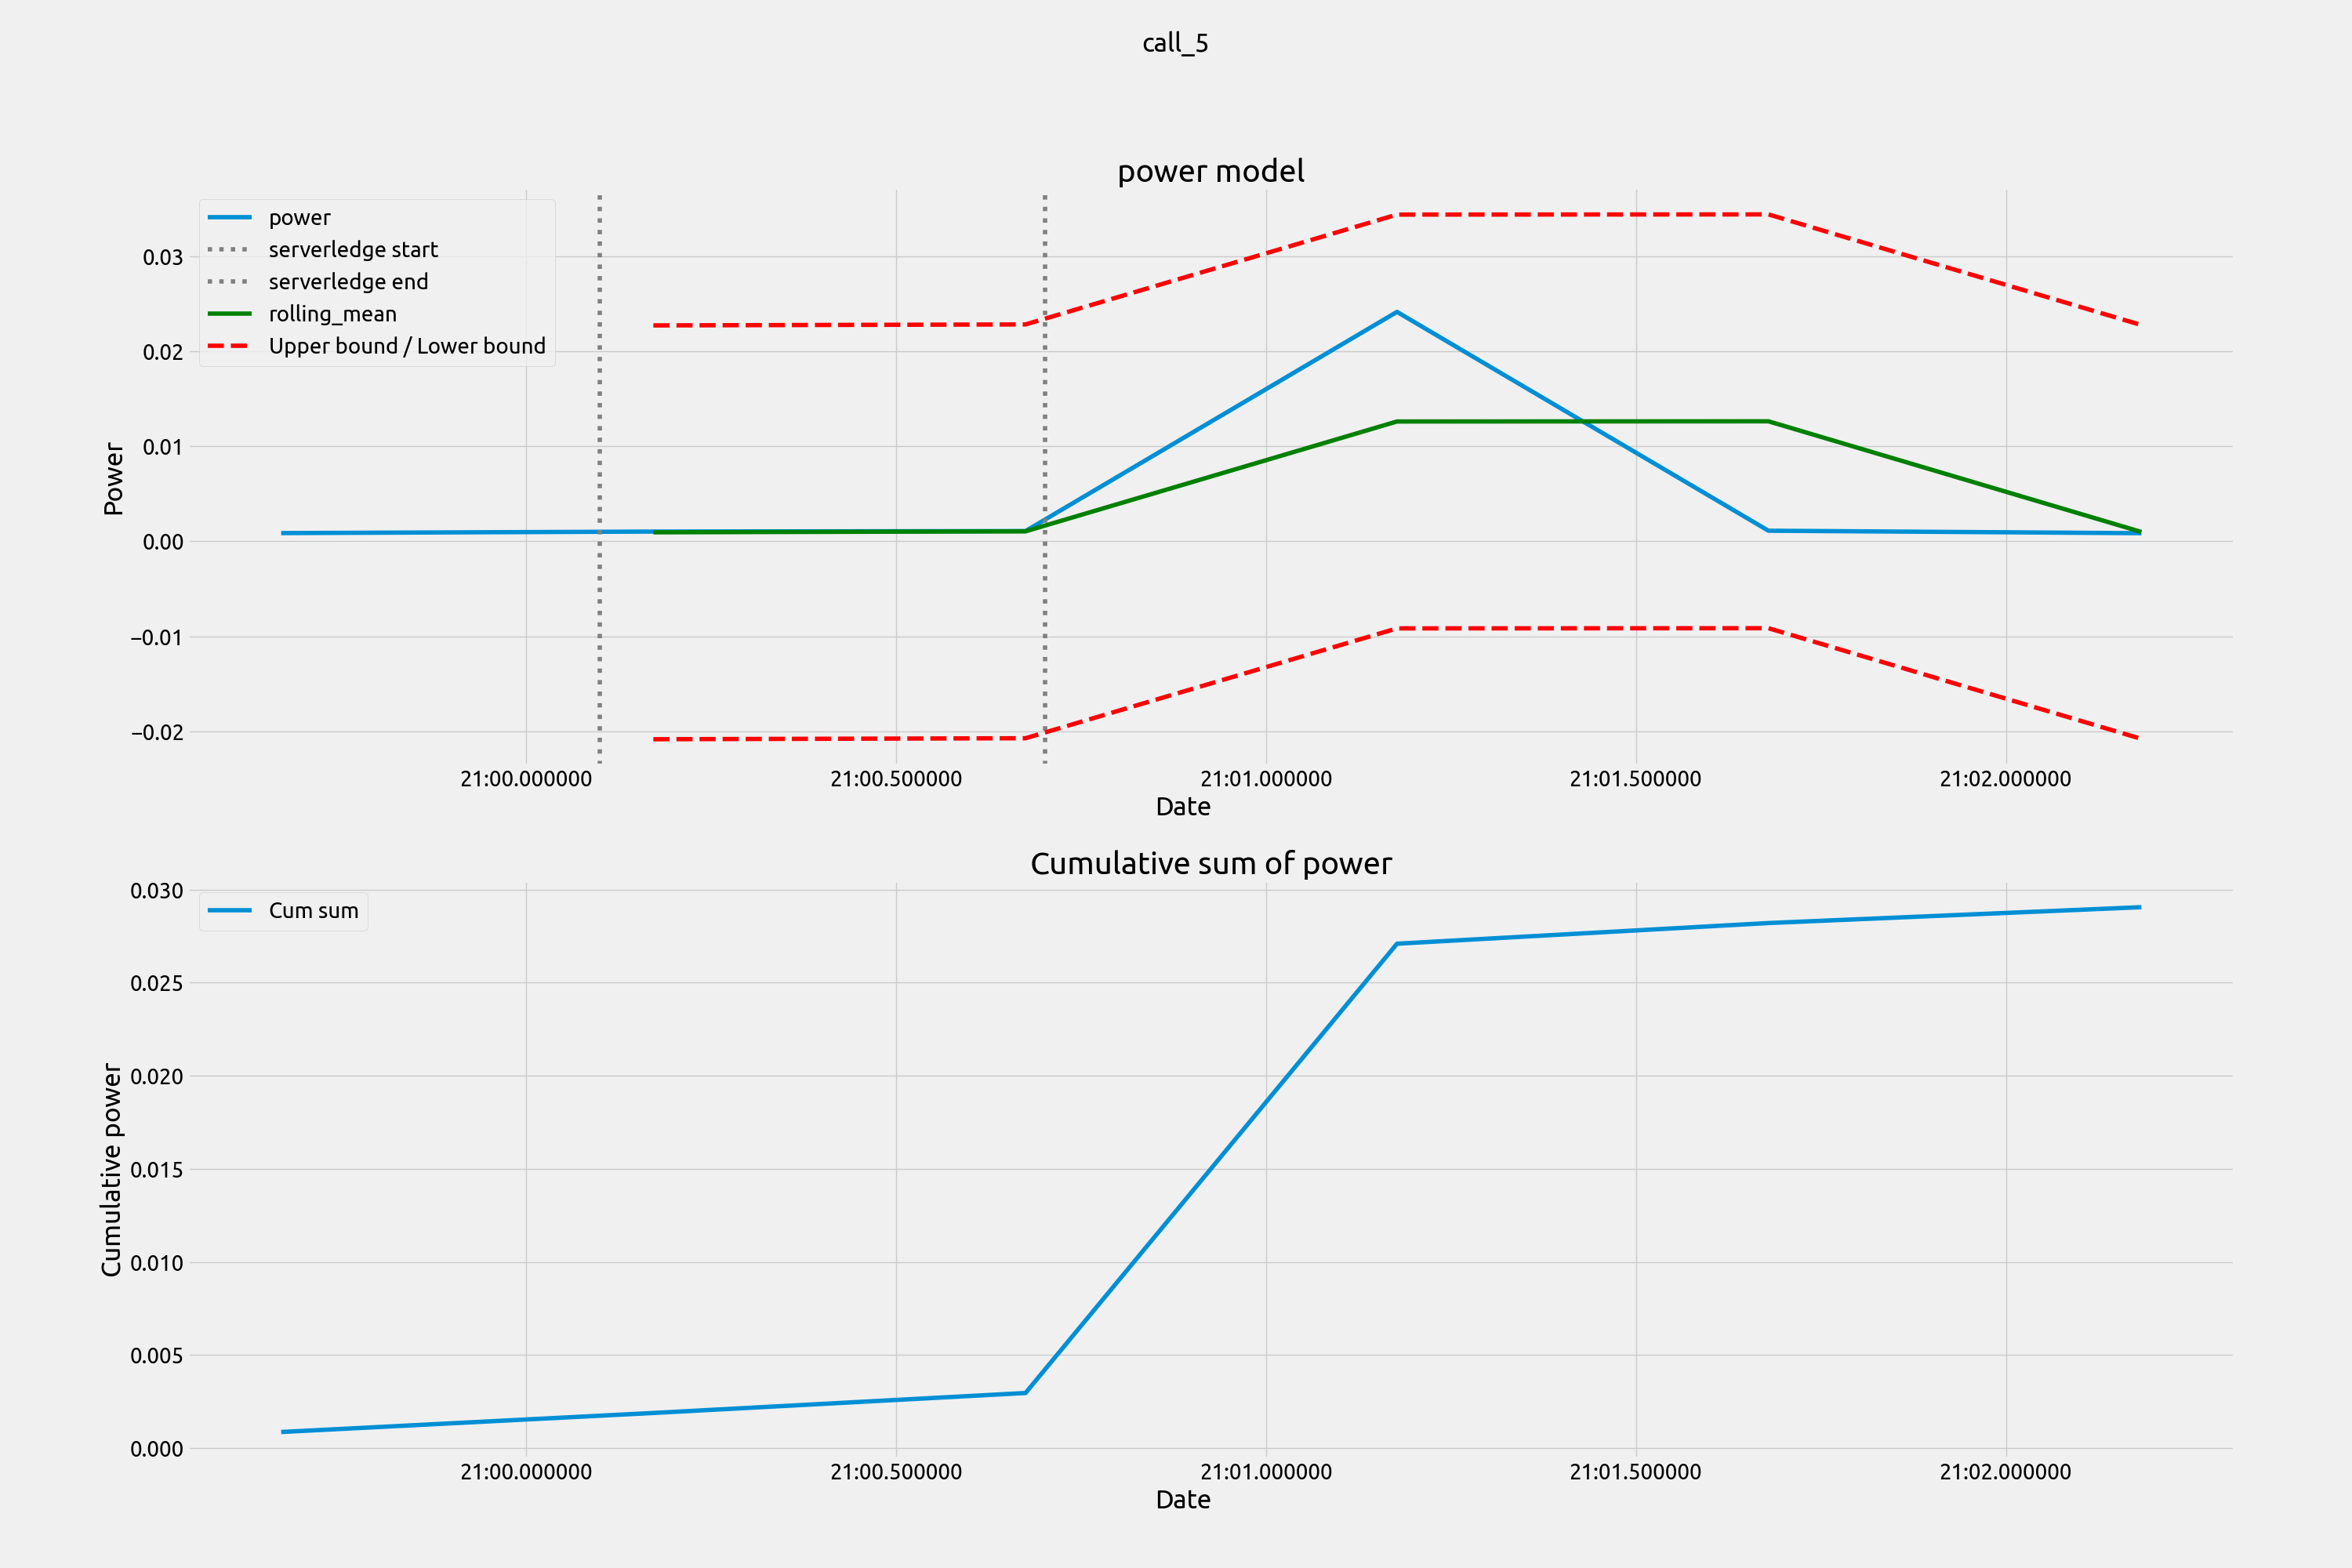 call_5
power model
power
serverledge start
serverledge end
rolling_mean
Upper bound / Lower bound
0.03
0.02
0.01
0.00
−0.01
−0.02
Power
21:00.000000 21:00.500000 21:01.000000 21:01.500000 21:02.000000
Date
Cumulative sum of power
Cum sum
0.030
0.025
0.020
0.015
0.010
0.005
0.000
Cumulative power
21:00.000000 21:00.500000 21:01.000000 21:01.500000 21:02.000000
Date